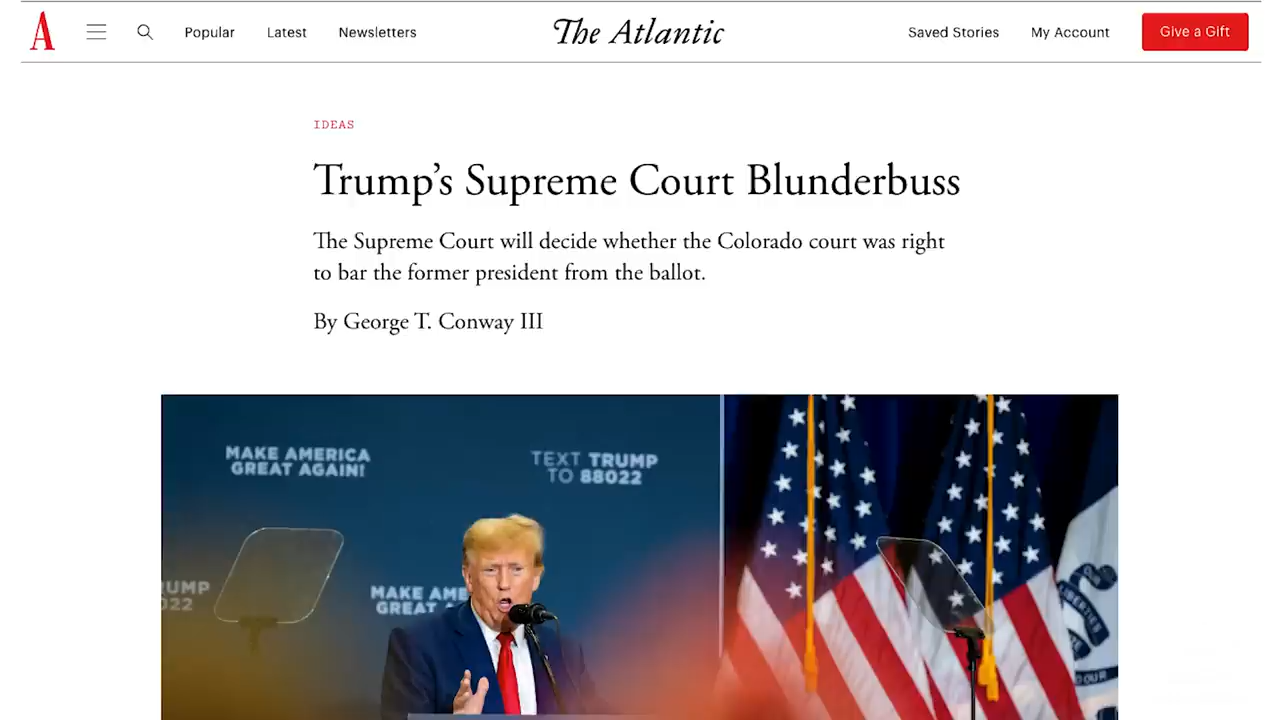 A
Popular
Latest
Newsletters
The Atlantic
Saved Stories
My Account
Give a Gift
IDEAS
Trump’s Supreme Court Blunderbuss
The Supreme Court will decide whether the Colorado court was right
to bar the former president from the ballot.
By George T. Conway III
MAKE AMERICA
GREAT AGAIN!
TEXT TRUMP
TO 88022
RUMP
022
MAKE AME
GREAT A
OUR
LIBERTIES